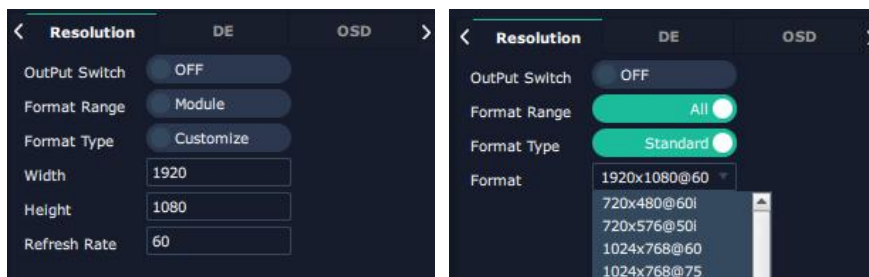 Resolution DE OSD
OutPut Switch OFF
Format Range Module
Format Type Customize
Width 1920
Height 1080
Refresh Rate 60
Resolution DE OSD
OutPut Switch OFF
Format Range All
Format Type Standard
Format 1920x1080@60
720x480@60i
720x576@50i
1024x768@60
1024x768@75